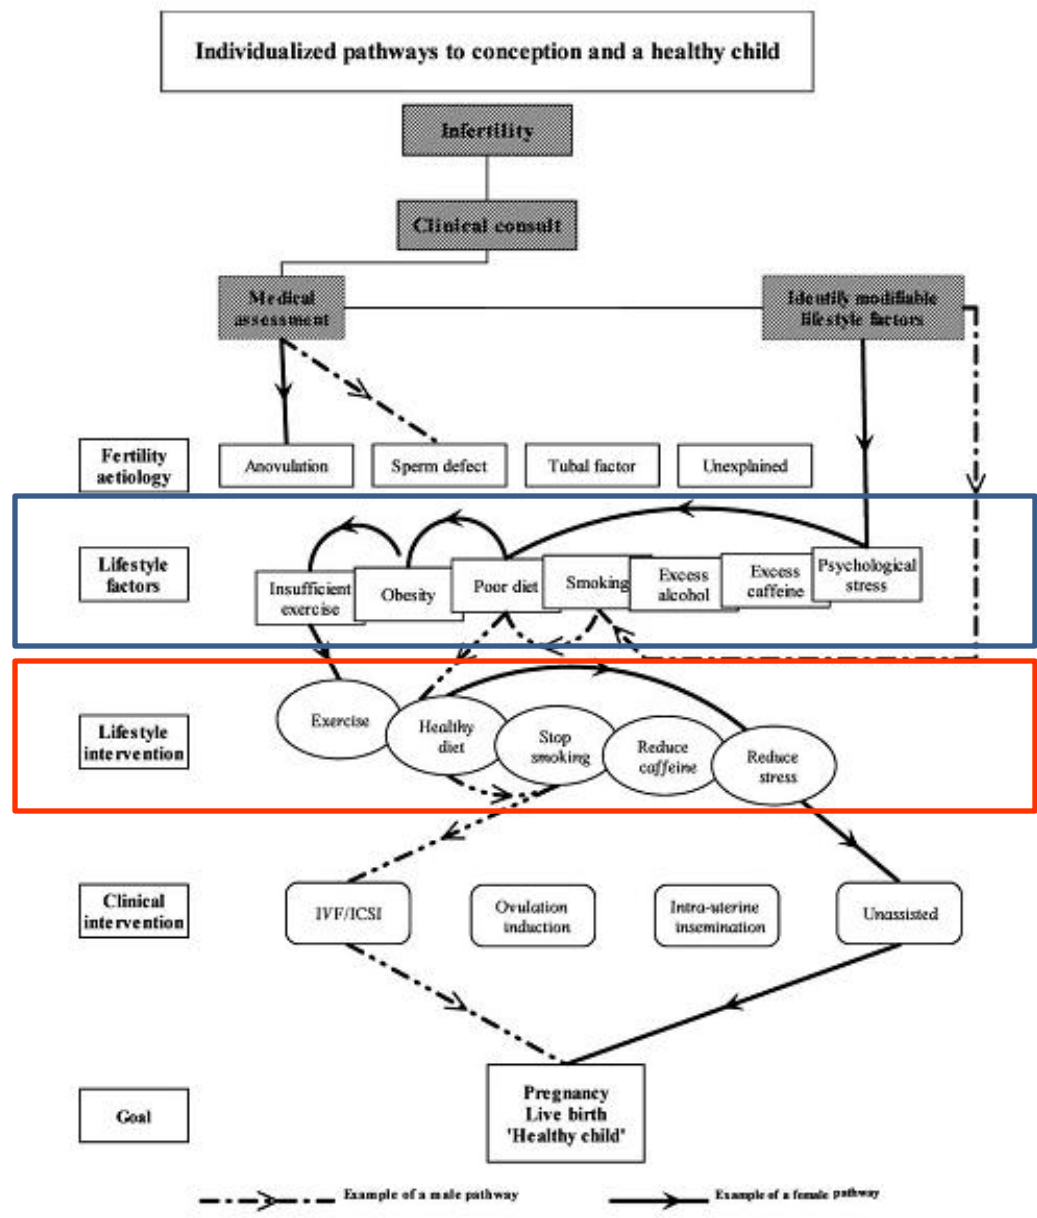 Individualized pathways to conception and a healthy child
Infertility
Clinical consult
Medical
assessment
Identify modifiable
lifestyle factors
Fertility
aetiology
Anovulation
Sperm defect
Tubal factor
Unexplained
Lifestyle
factors
Insufficient
exercise
Obesity
Poor diet
Smoking
Excess
alcohol
Excess
caffeine
Psychological
stress
Lifestyle
intervention
Exercise
Healthy
diet
Stop
smoking
Reduce
caffeine
Reduce
stress
Clinical
intervention
IVF/ICSI
Ovulation
induction
Intra-uterine
insemination
Unassisted
Goal
Pregnancy
Live birth
'Healthy child'
Example of a male pathway
Example of a female pathway